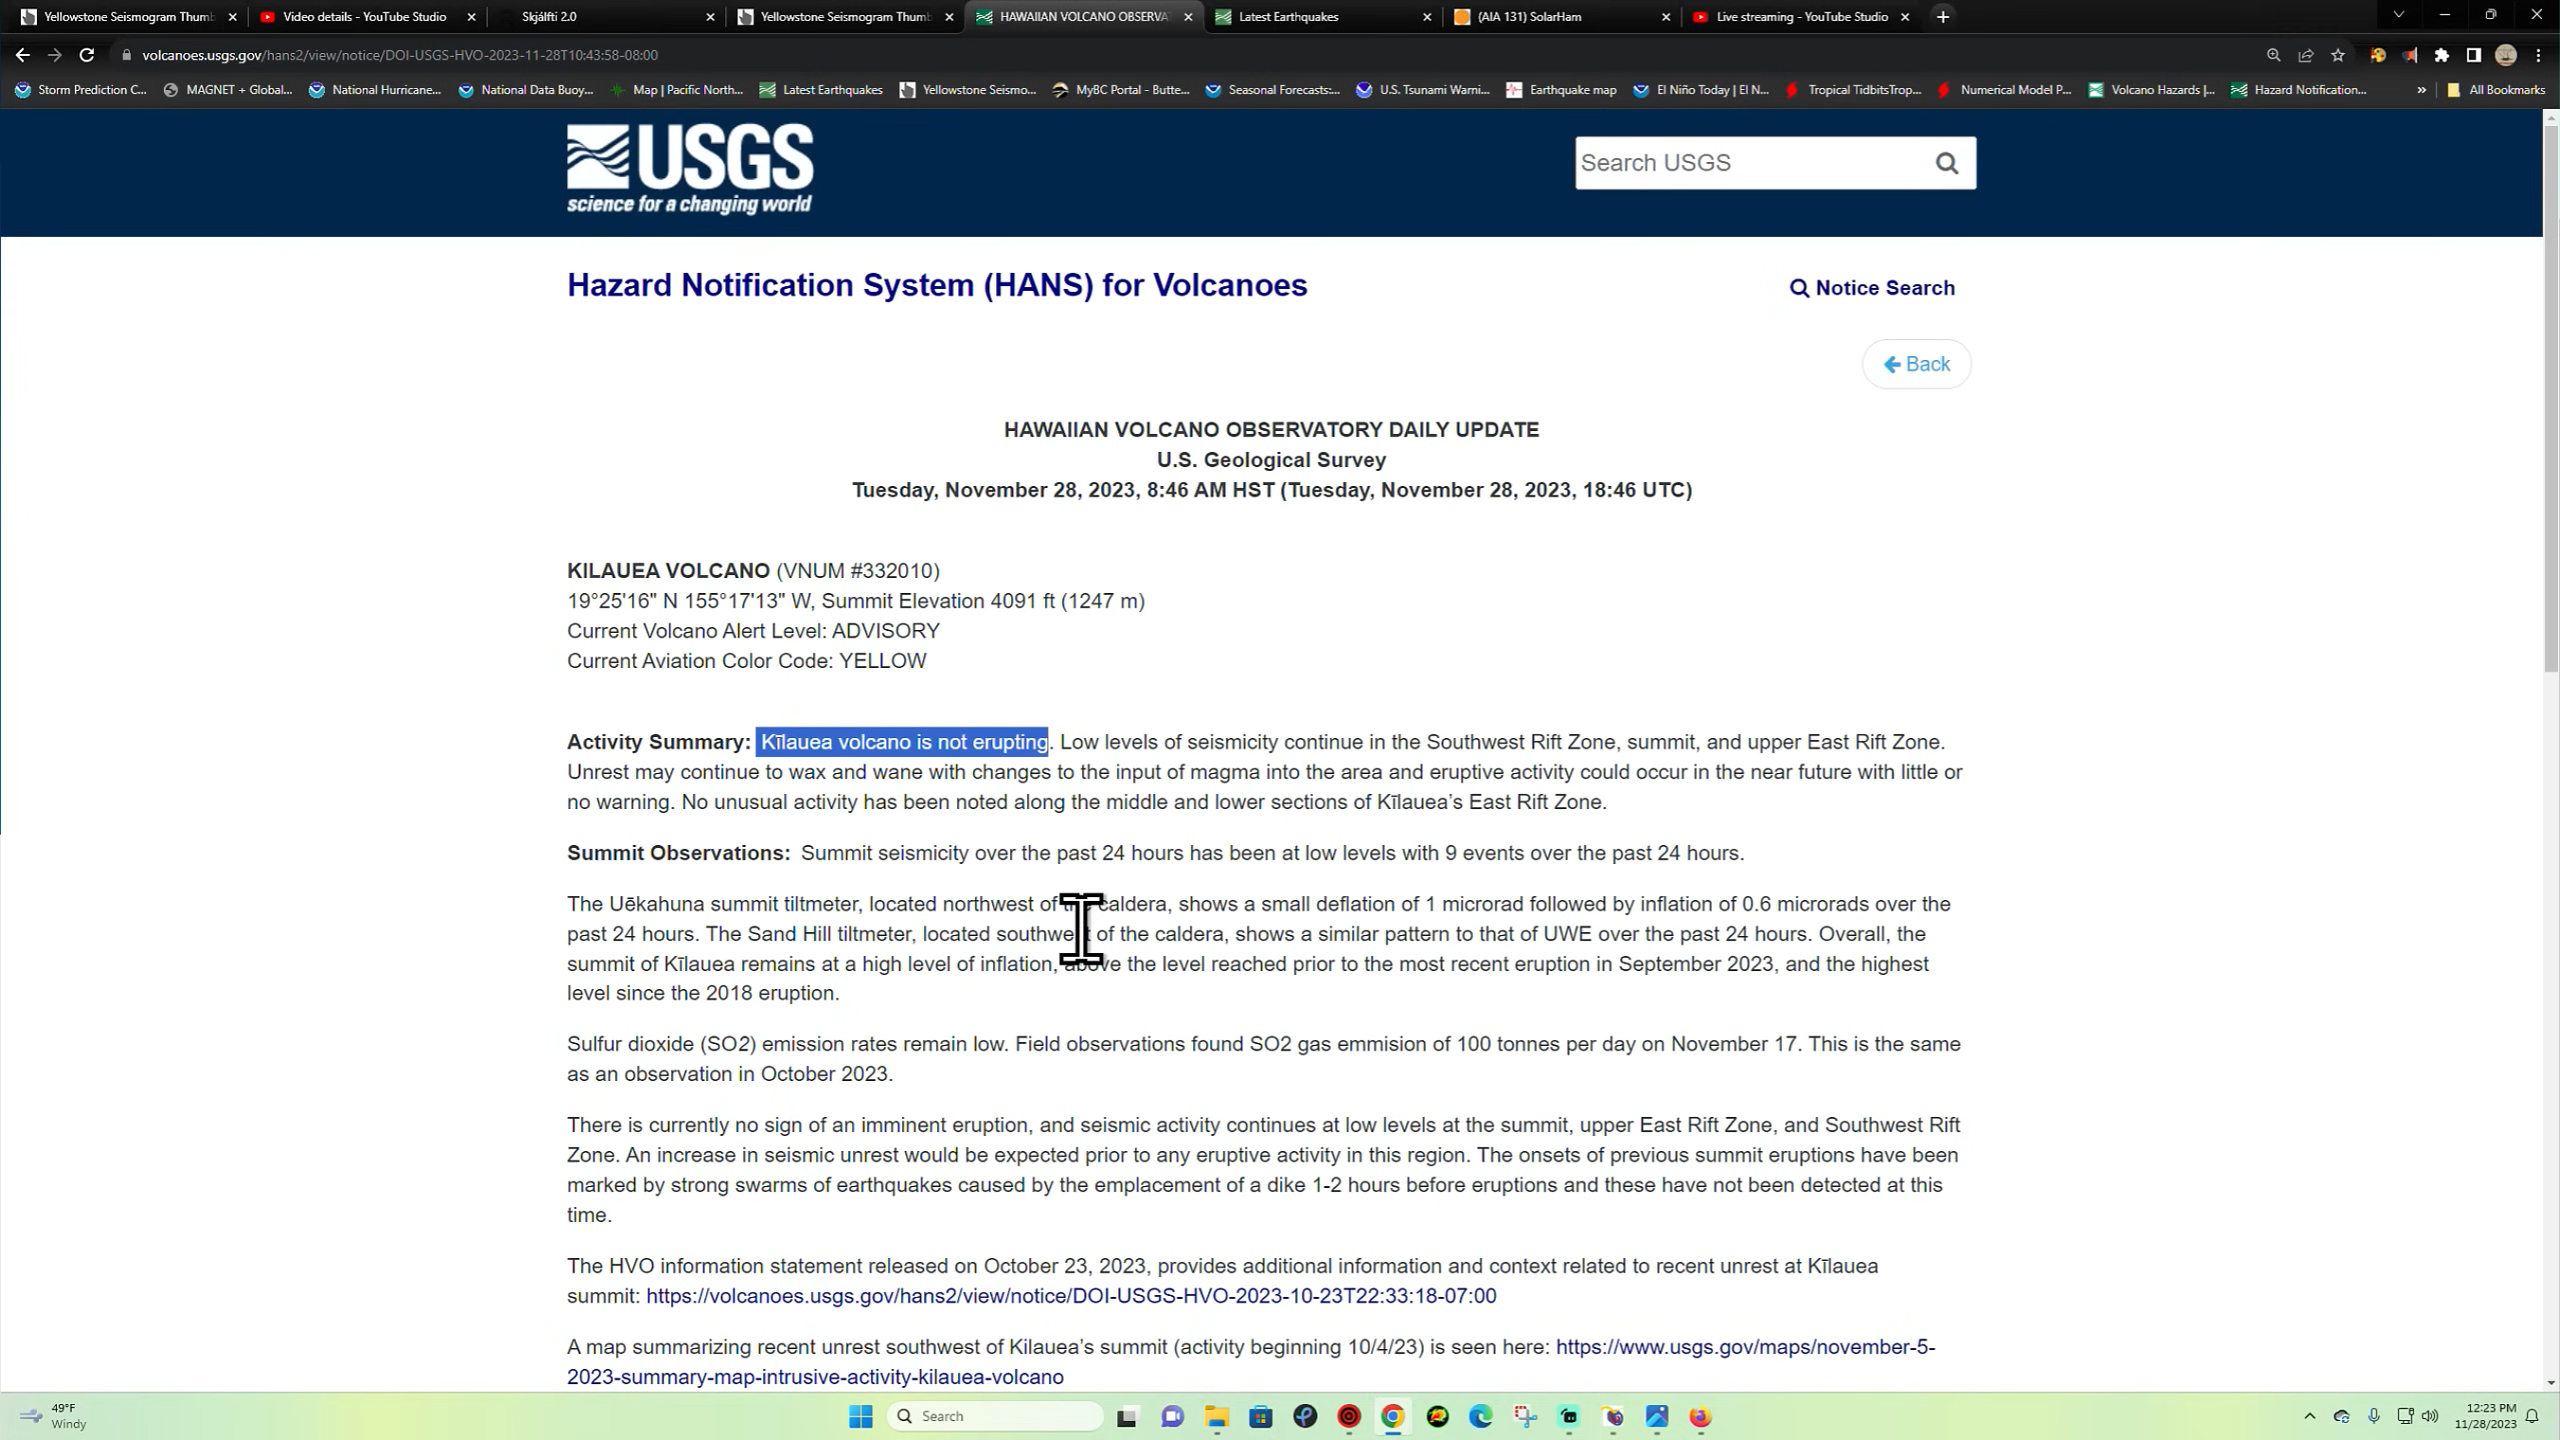 Yellowstone Seismogram Thumb
Video details - YouTube Studio
Skjálfti 2.0
Yellowstone Seismogram Thumb
HAWAIIAN VOLCANO OBSERVA
Latest Earthquakes
(AIA 131) SolarHam
Live streaming - YouTube Studio
volcanoes.usgs.gov/hans2/view/notice/DOI-USGS-HVO-2023-11-28T10:43:58-08:00
Storm Prediction C...
MAGNET + Global...
National Hurricane...
National Data Buoy...
Map | Pacific North...
Latest Earthquakes
Yellowstone Seismo...
MyBC Portal - Butte...
Seasonal Forecasts:...
U.S. Tsunami Warni...
Earthquake map
El Niño Today | El N...
Tropical TidbitsTrop...
Numerical Model P...
Volcano Hazards |...
Hazard Notification...
»
All Bookmarks
USGS
science for a changing world
Search USGS
Hazard Notification System (HANS) for Volcanoes
Notice Search
Back
HAWAIIAN VOLCANO OBSERVATORY DAILY UPDATE
U.S. Geological Survey
Tuesday, November 28, 2023, 8:46 AM HST (Tuesday, November 28, 2023, 18:46 UTC)
KILAUEA VOLCANO (VNUM #332010)
19°25'16" N 155°17'13" W, Summit Elevation 4091 ft (1247 m)
Current Volcano Alert Level: ADVISORY
Current Aviation Color Code: YELLOW
Activity Summary: Kīlauea volcano is not erupting. Low levels of seismicity continue in the Southwest Rift Zone, summit, and upper East Rift Zone.
Unrest may continue to wax and wane with changes to the input of magma into the area and eruptive activity could occur in the near future with little or
no warning. No unusual activity has been noted along the middle and lower sections of Kīlauea’s East Rift Zone.
Summit Observations: Summit seismicity over the past 24 hours has been at low levels with 9 events over the past 24 hours.
The Uēkahuna summit tiltmeter, located northwest of the caldera, shows a small deflation of 1 microrad followed by inflation of 0.6 microrads over the
past 24 hours. The Sand Hill tiltmeter, located southwest of the caldera, shows a similar pattern to that of UWE over the past 24 hours. Overall, the
summit of Kīlauea remains at a high level of inflation, above the level reached prior to the most recent eruption in September 2023, and the highest
level since the 2018 eruption.
Sulfur dioxide (SO2) emission rates remain low. Field observations found SO2 gas emmision of 100 tonnes per day on November 17. This is the same
as an observation in October 2023.
There is currently no sign of an imminent eruption, and seismic activity continues at low levels at the summit, upper East Rift Zone, and Southwest Rift
Zone. An increase in seismic unrest would be expected prior to any eruptive activity in this region. The onsets of previous summit eruptions have been
marked by strong swarms of earthquakes caused by the emplacement of a dike 1-2 hours before eruptions and these have not been detected at this
time.
The HVO information statement released on October 23, 2023, provides additional information and context related to recent unrest at Kīlauea
summit: https://volcanoes.usgs.gov/hans2/view/notice/DOI-USGS-HVO-2023-10-23T22:33:18-07:00
A map summarizing recent unrest southwest of Kilauea’s summit (activity beginning 10/4/23) is seen here: https://www.usgs.gov/maps/november-5-
2023-summary-map-intrusive-activity-kilauea-volcano
49°F
Windy
Search
12:23 PM
11/28/2023